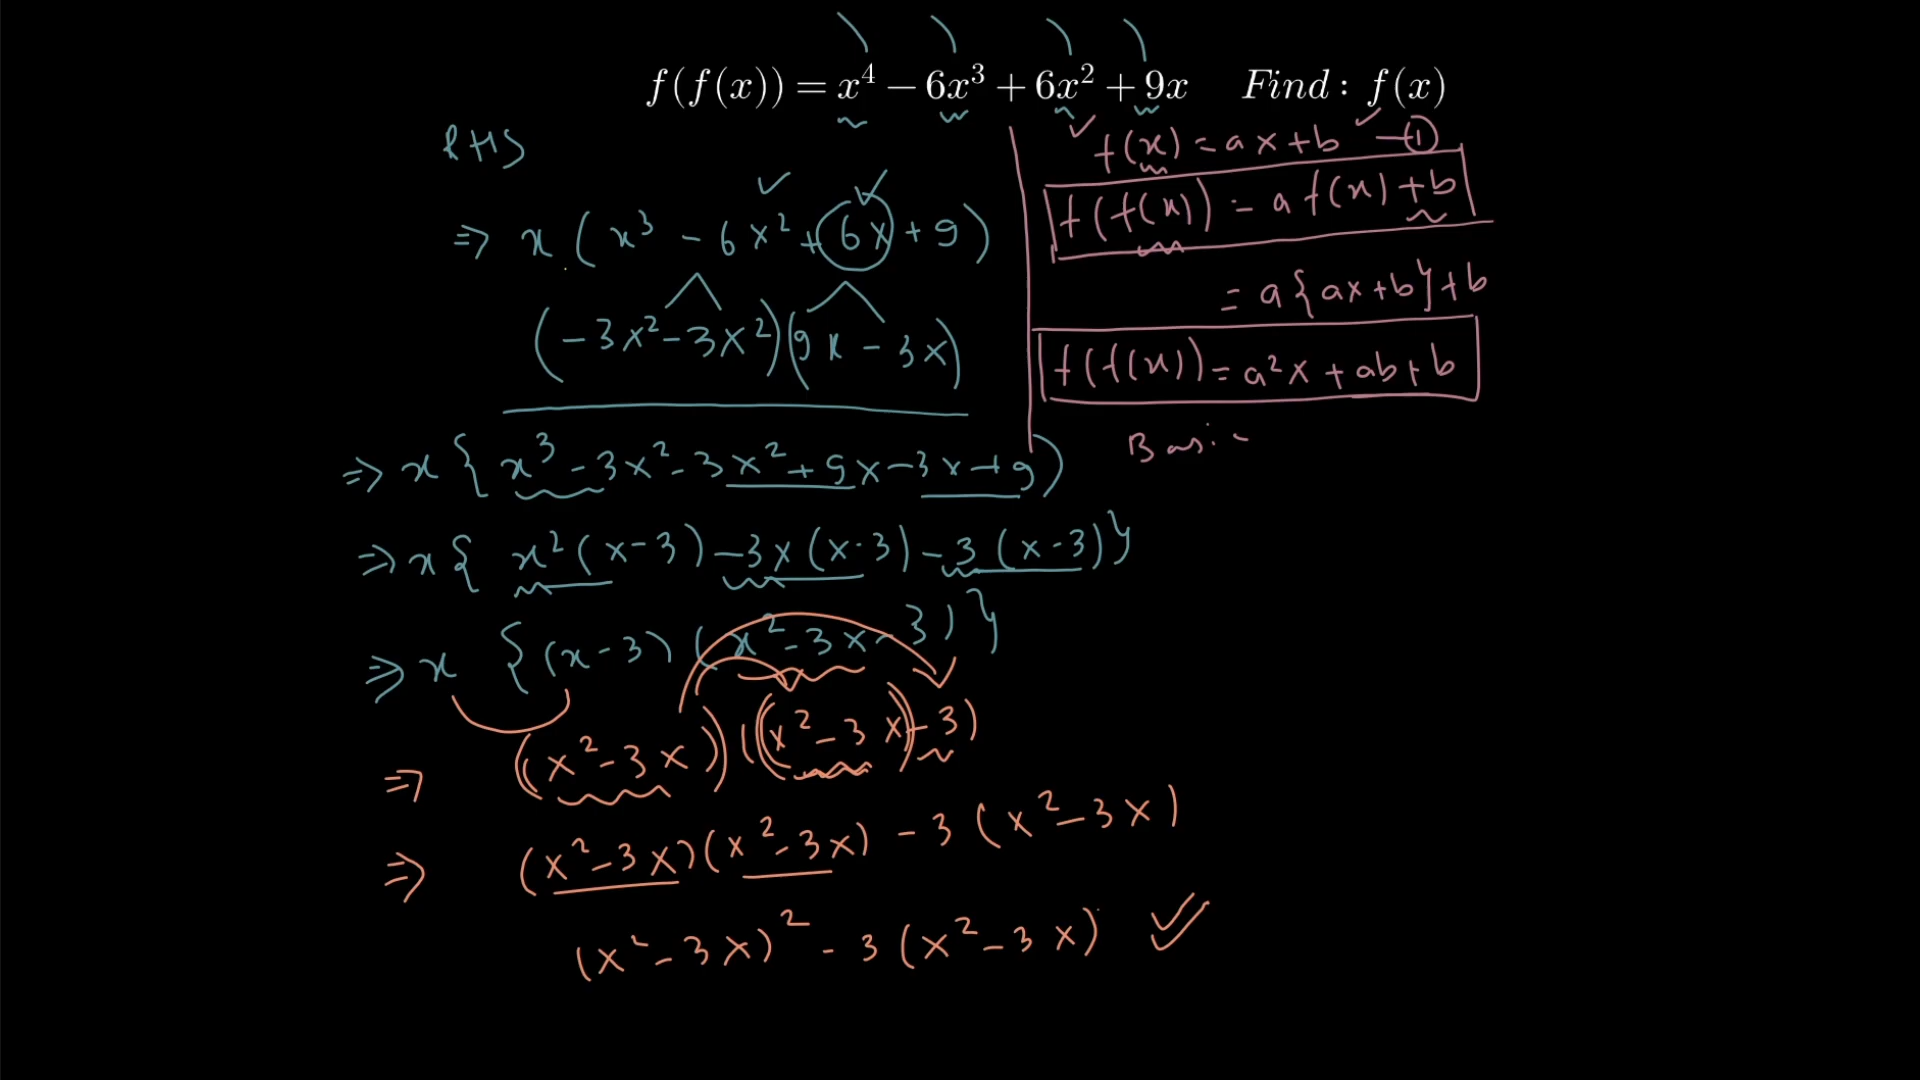 f(f(x)) = x⁴ − 6x³ + 6x² + 9x Find : f(x)
RHS
⇒ x(x³ − 6x² + 6x + 9)
(−3x² − 3x²)(9x − 3x)
⇒ x{x³ − 3x² − 3x² + 9x − 3x + 9)
⇒ x{x²(x−3) − 3x(x-3) − 3(x-3)}
⇒ x{(x−3)(x² − 3x − 3)}
⇒ (x² − 3x)((x² − 3x) − 3)
⇒ (x² − 3x)(x² − 3x) − 3(x² − 3x)
(x² − 3x)² - 3(x² − 3x)
f(x) = ax + b — ①
f(f(x)) = a f(x) + b
= a{ax + b} + b
f(f(x)) = a²x + ab + b
Basic